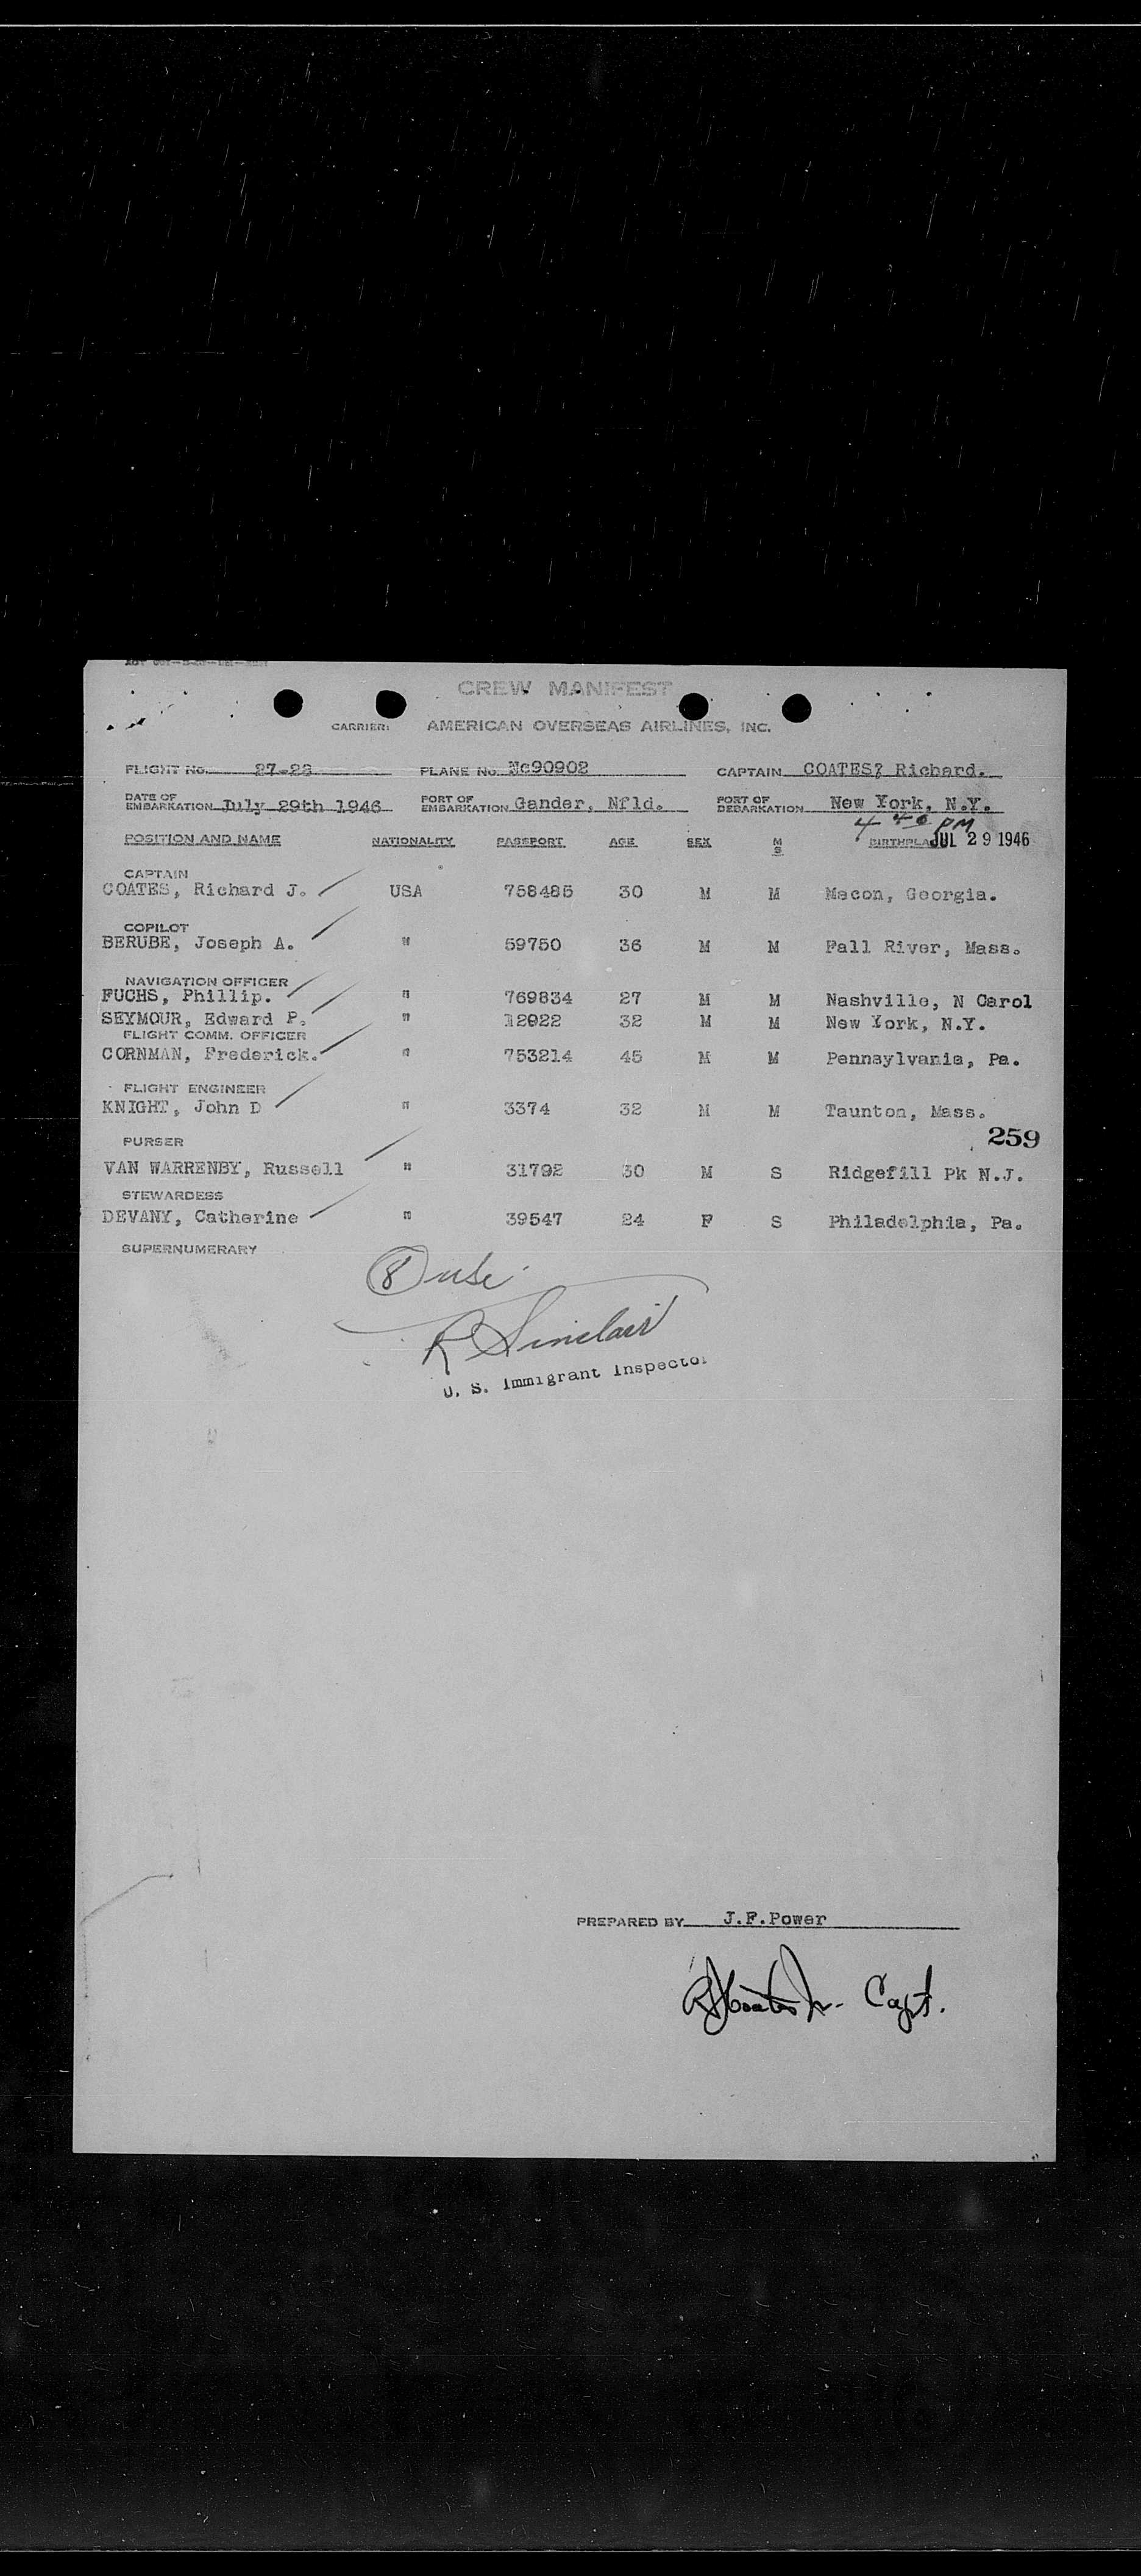 CREW MANIFEST
CARRIER: AMERICAN OVERSEAS AIRLINES, INC.
FLIGHT No. 27-28 PLANE No. Nc90902 CAPTAIN COATES? Richard.
DATE OF EMBARKATION July 29th 1946 PORT OF EMBARKATION Gander, Nfld. PORT OF DEBARKATION New York, N.Y.
4 40 PM
POSITION AND NAME NATIONALITY PASSPORT AGE SEX M S BIRTHPLA JUL 29 1946
CAPTAIN
COATES, Richard J. USA 758485 30 M M Macon, Georgia.
COPILOT
BERUBE, Joseph A. " 59750 36 M M Fall River, Mass.
NAVIGATION OFFICER
FUCHS, Phillip. " 769834 27 M M Nashville, N Carol
SEYMOUR, Edward P. " 12922 32 M M New York, N.Y.
FLIGHT COMM. OFFICER
CORNMAN, Frederick. " 753214 45 M M Pennsylvania, Pa.
FLIGHT ENGINEER
KNIGHT, John D " 3374 32 M M Taunton, Mass.
259
PURSER
VAN WARRENBY, Russell " 31792 30 M S Ridgefill Pk N.J.
STEWARDESS
DEVANY, Catherine " 39547 24 F S Philadelphia, Pa.
SUPERNUMERARY
8 use
R Sinclair
U. S. Immigrant Inspector
PREPARED BY J.F.Power
RJCoates Jr. Capt.